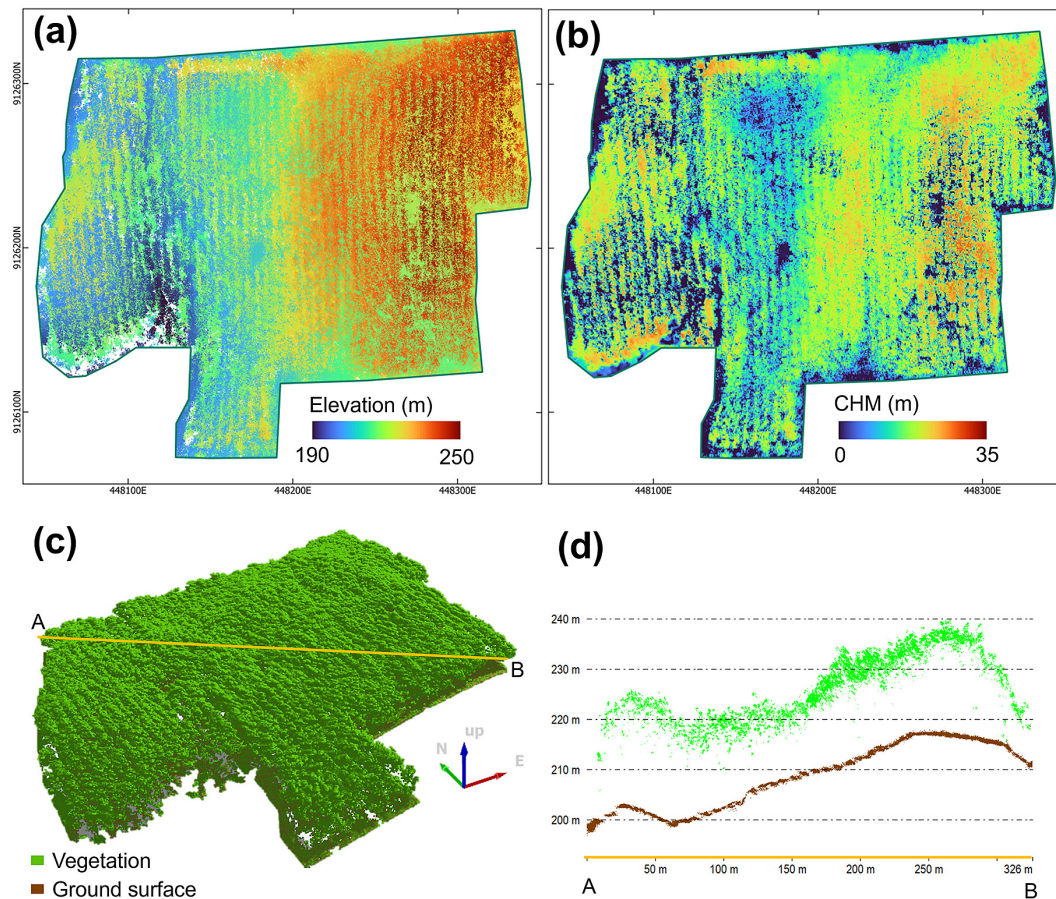 (a)
9126300N
9126200N
9126100N
Elevation (m)
190 250
448100E 448200E 448300E
(b)
CHM (m)
0 35
448100E 448200E 448300E
(c)
A
B
N up E
Vegetation
Ground surface
(d)
240 m
230 m
220 m
210 m
200 m
50 m 100 m 150 m 200 m 250 m 326 m
A B